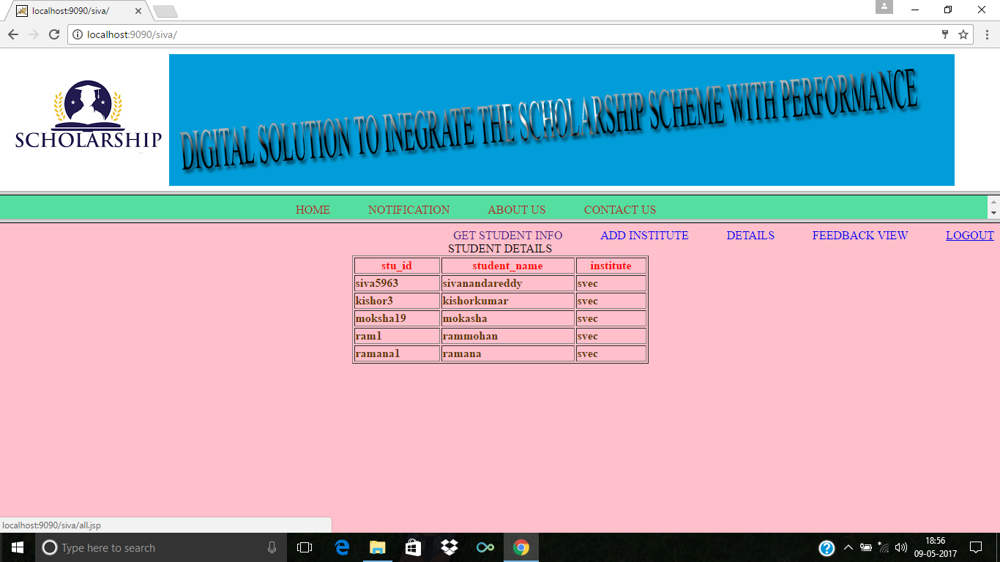 localhost:9090/siva/
localhost:9090/siva/
SCHOLARSHIP
DIGITAL SOLUTION TO INEGRATE THE SCHOLARSHIP SCHEME WITH PERFORMANCE
HOME NOTIFICATION ABOUT US CONTACT US
GET STUDENT INFO ADD INSTITUTE DETAILS FEEDBACK VIEW LOGOUT
STUDENT DETAILS
stu_id student_name institute
siva5963 sivanandareddy svec
kishor3 kishorkumar svec
moksha19 mokasha svec
ram1 rammohan svec
ramana1 ramana svec
localhost:9090/siva/all.jsp
Type here to search
18:56
09-05-2017